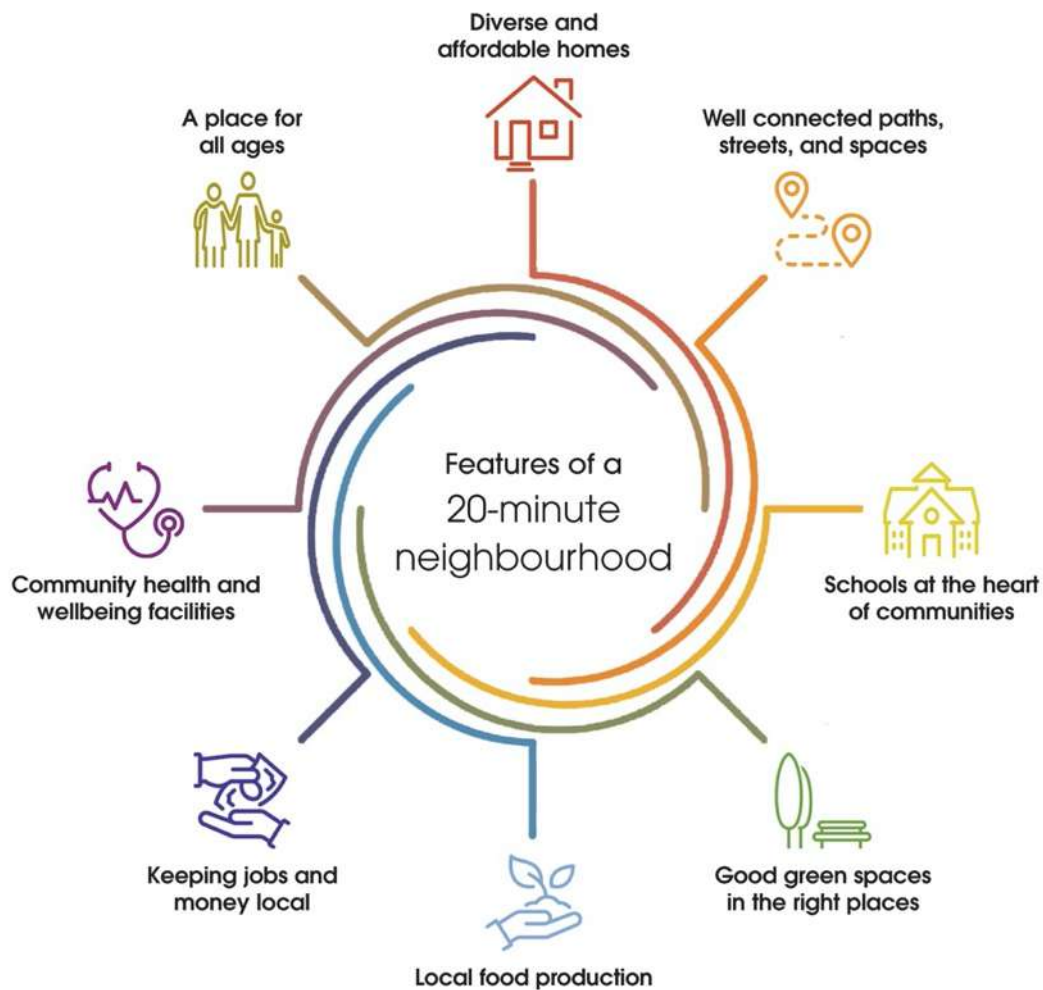 Diverse and
affordable homes
Well connected paths,
streets, and spaces
Schools at the heart
of communities
Good green spaces
in the right places
Local food production
Keeping jobs and
money local
Community health and
wellbeing facilities
A place for
all ages
Features of a
20-minute
neighbourhood